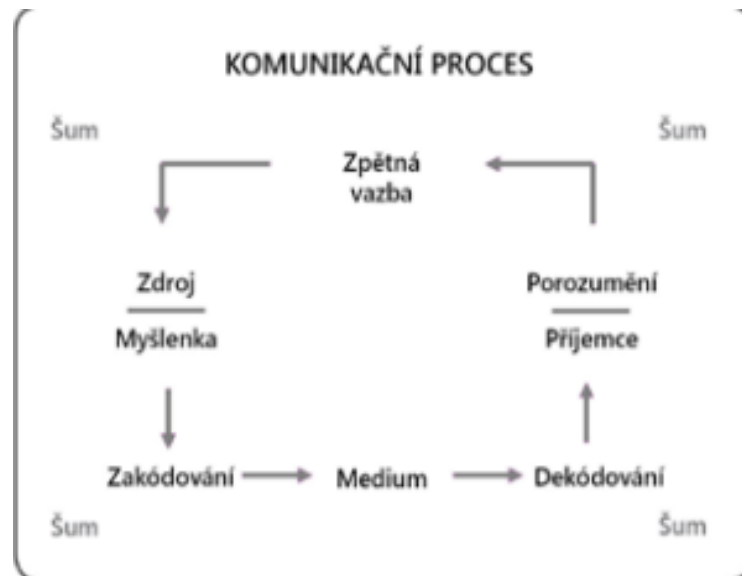 KOMUNIKAČNÍ PROCES
Šum
Šum
Zpětná
vazba
Zdroj
Porozumění
Myšlenka
Příjemce
Zakódování
Medium
Dekódování
Šum
Šum